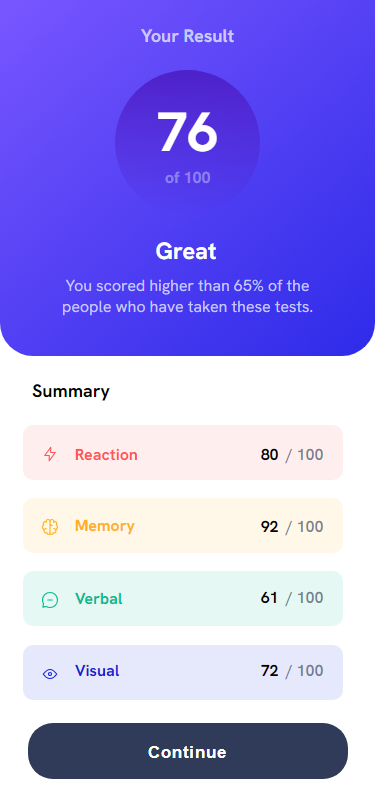 Your Result
76
of 100
Great
You scored higher than 65% of the
people who have taken these tests.
Summary
Reaction 80 / 100
Memory 92 / 100
Verbal 61 / 100
Visual 72 / 100
Continue